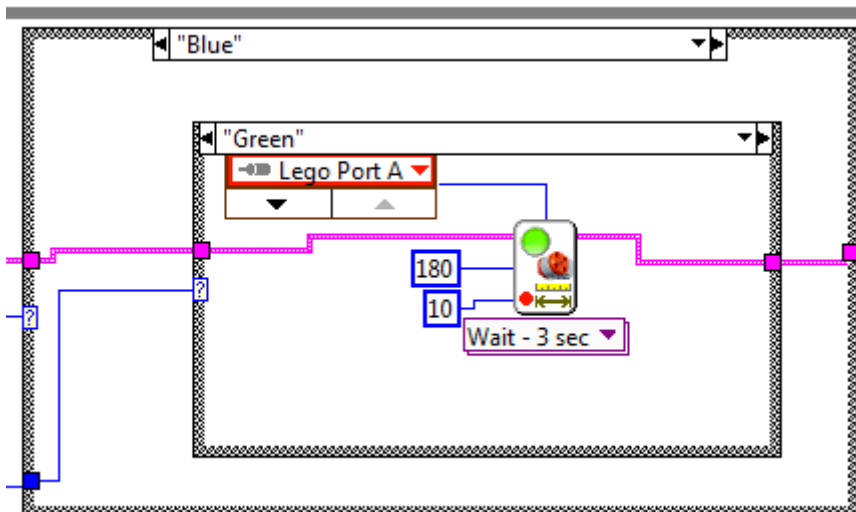 "Blue"
"Green"
Lego Port A
180
10
Wait - 3 sec
?
?